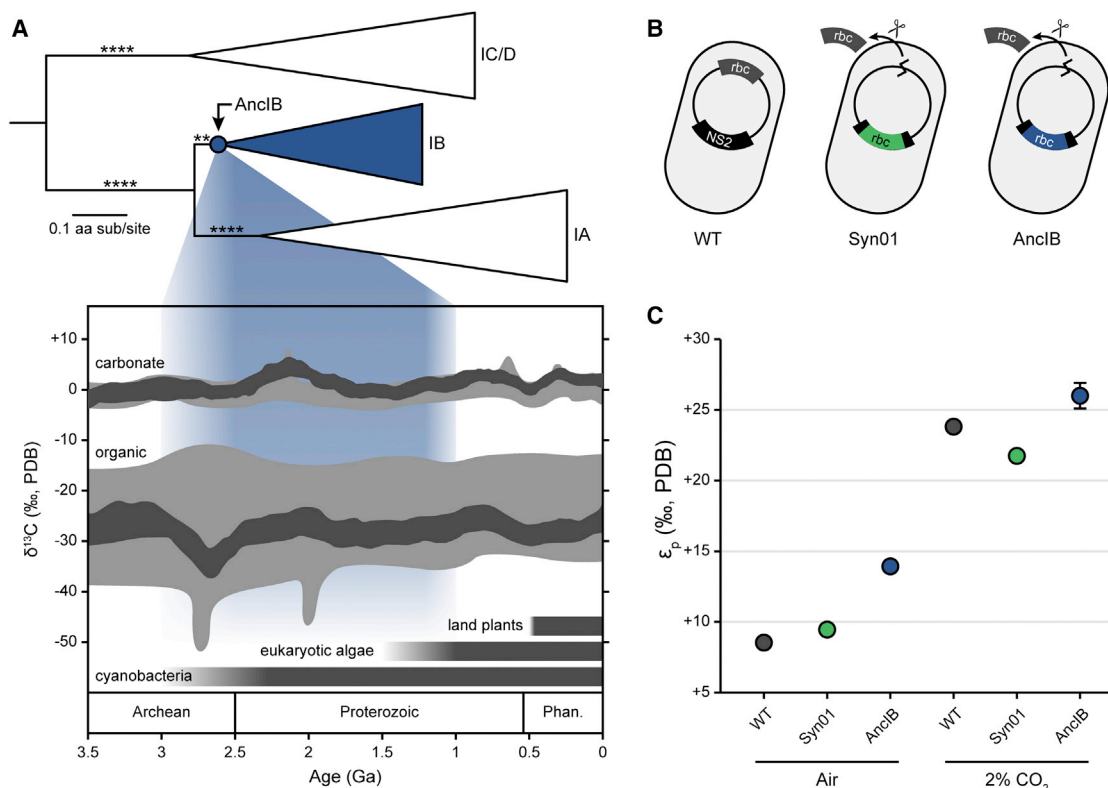 A
****
IC/D
AncIB
**
IB
****
0.1 aa sub/site
****
IA
+10
carbonate
0
-10
organic
-20
δ¹³C (‰, PDB)
-30
-40
land plants
-50
eukaryotic algae
cyanobacteria
Archean
Proterozoic
Phan.
3.5
3
2.5
2
1.5
1
0.5
0
Age (Ga)
B
rbc
rbc
rbc
NS2
rbc
rbc
WT
Syn01
AncIB
C
+30
+25
+20
εₚ (‰, PDB)
+15
+10
+5
WT
Syn01
AncIB
WT
Syn01
AncIB
Air
2% CO₂